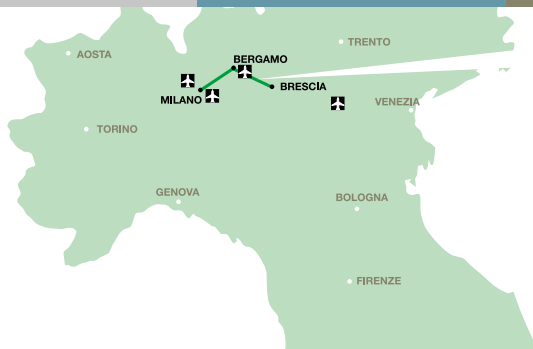 TRENTO
AOSTA
BERGAMO
BRESCIA
MILANO
VENEZIA
TORINO
GENOVA
BOLOGNA
FIRENZE